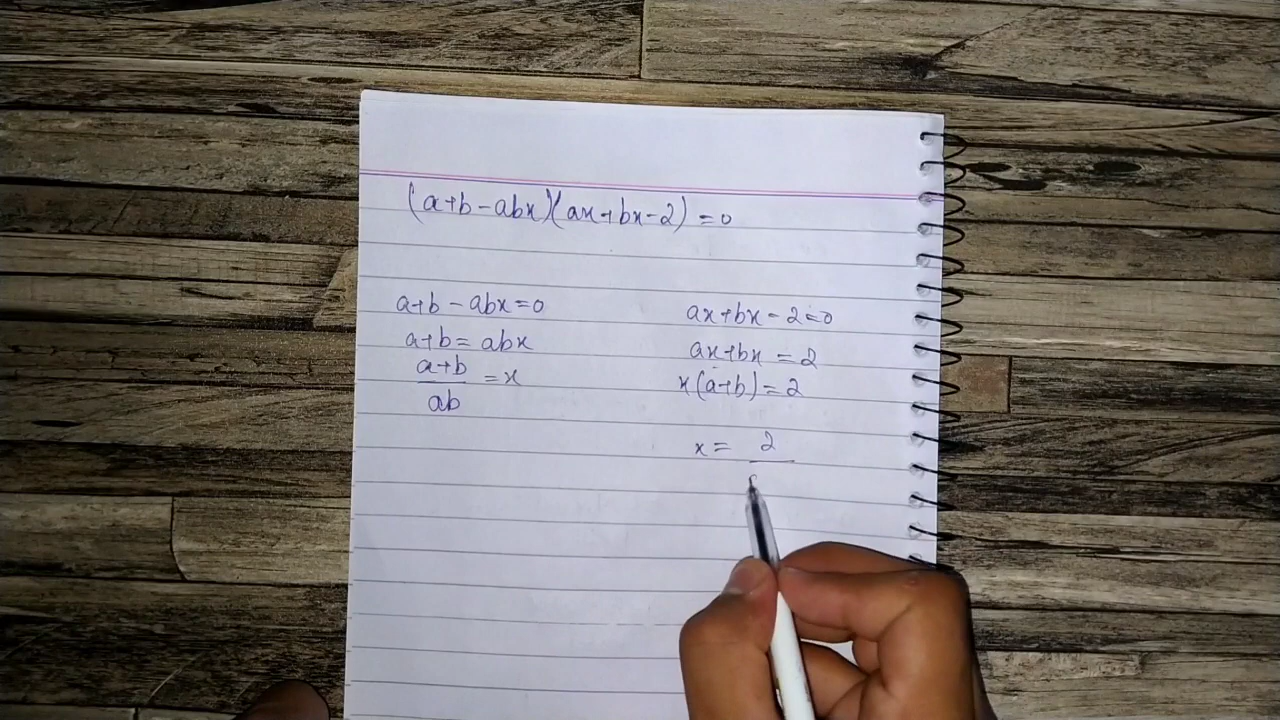 (a+b-abx)(ax+bx-2)=0
a+b-abx=0
a+b=abx
a+b
=x
ab
ax+bx-2=0
ax+bx=2
x(a+b)=2
x= 2